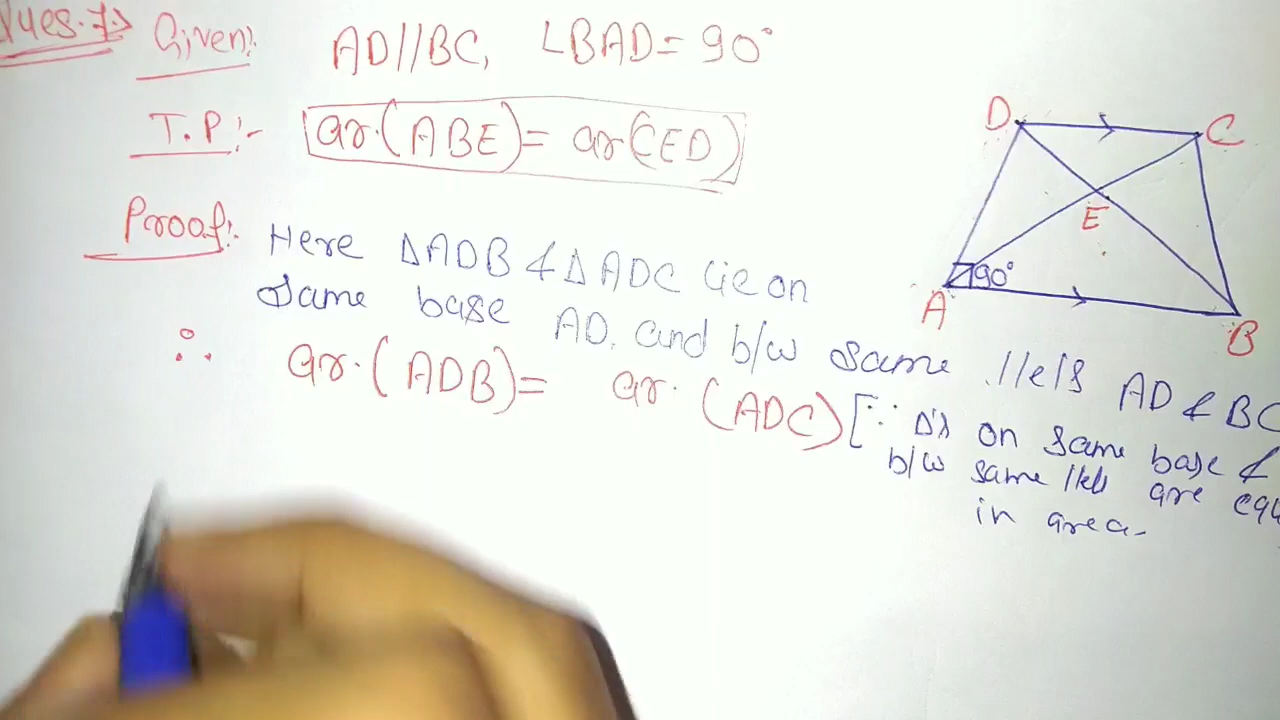 Ques.7:
Given: AD//BC, ∠BAD = 90°
T.P:- ar.(ABE) = ar(CED)
Proof: Here ΔADB & ΔADC lie on
same base AD. and b/w same //els AD & BC
∴ ar.(ADB) = ar.(ADC) [∵ Δ's on same base &
b/w same //els are equ
in area.
D C
E
90°
A B